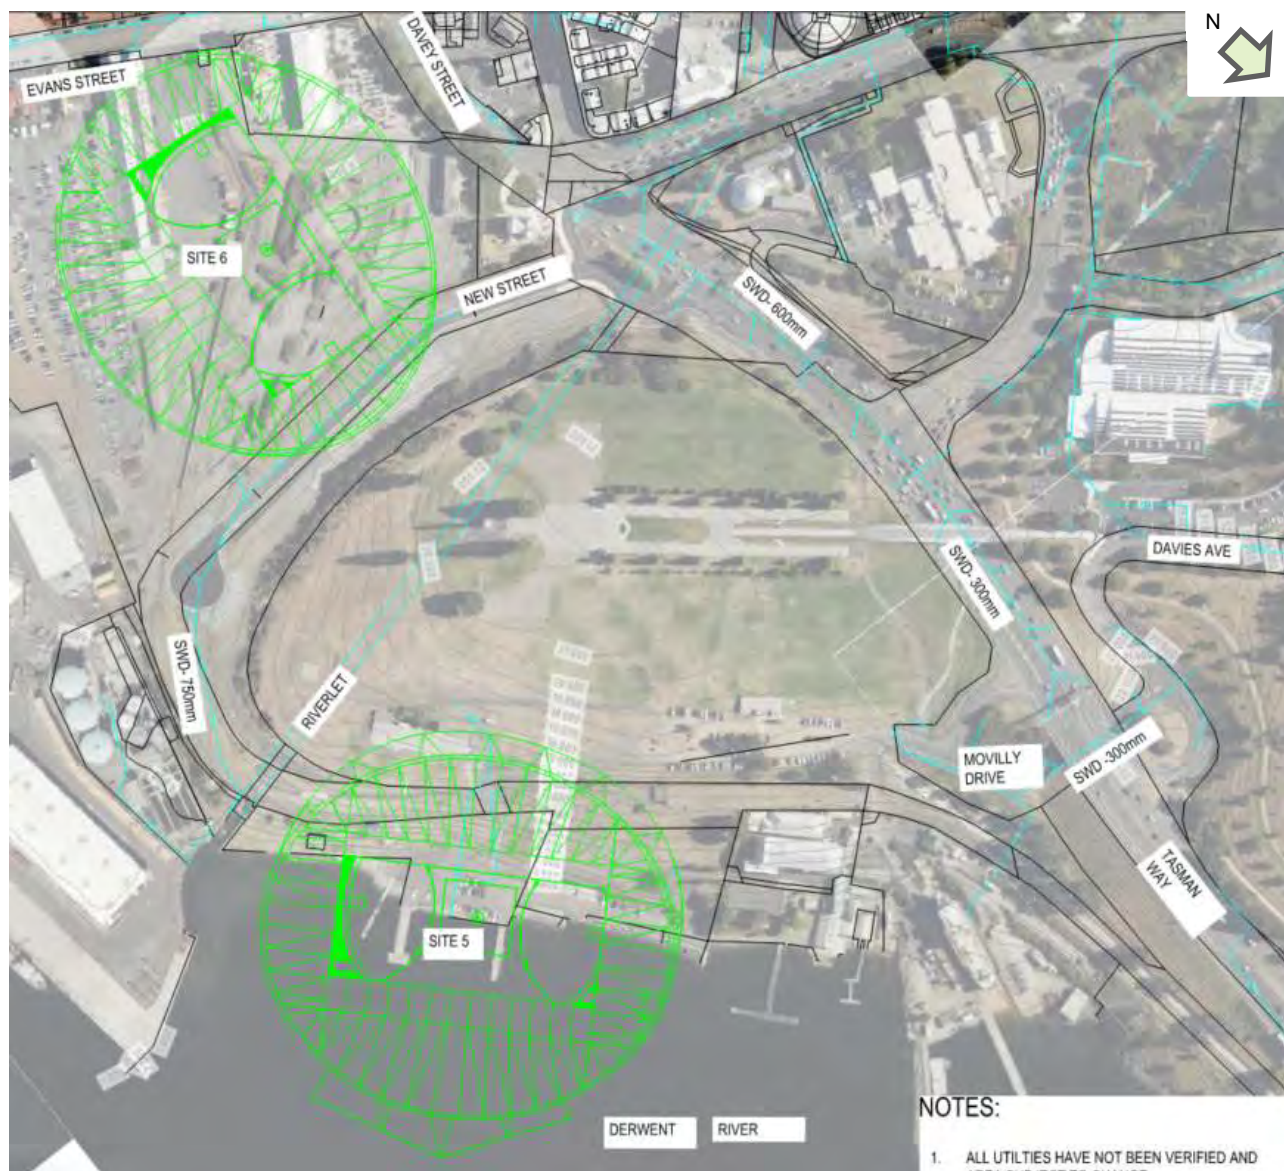 N
EVANS STREET
DAVEY STREET
SITE 6
NEW STREET
SWD- 600mm
DAVIES AVE
SWD- 300mm
SWD- 750mm
RIVERLET
MOVILLY
DRIVE
SWD -300mm
TASMAN
WAY
SITE 5
DERWENT RIVER
NOTES:
1. ALL UTILTIES HAVE NOT BEEN VERIFIED AND